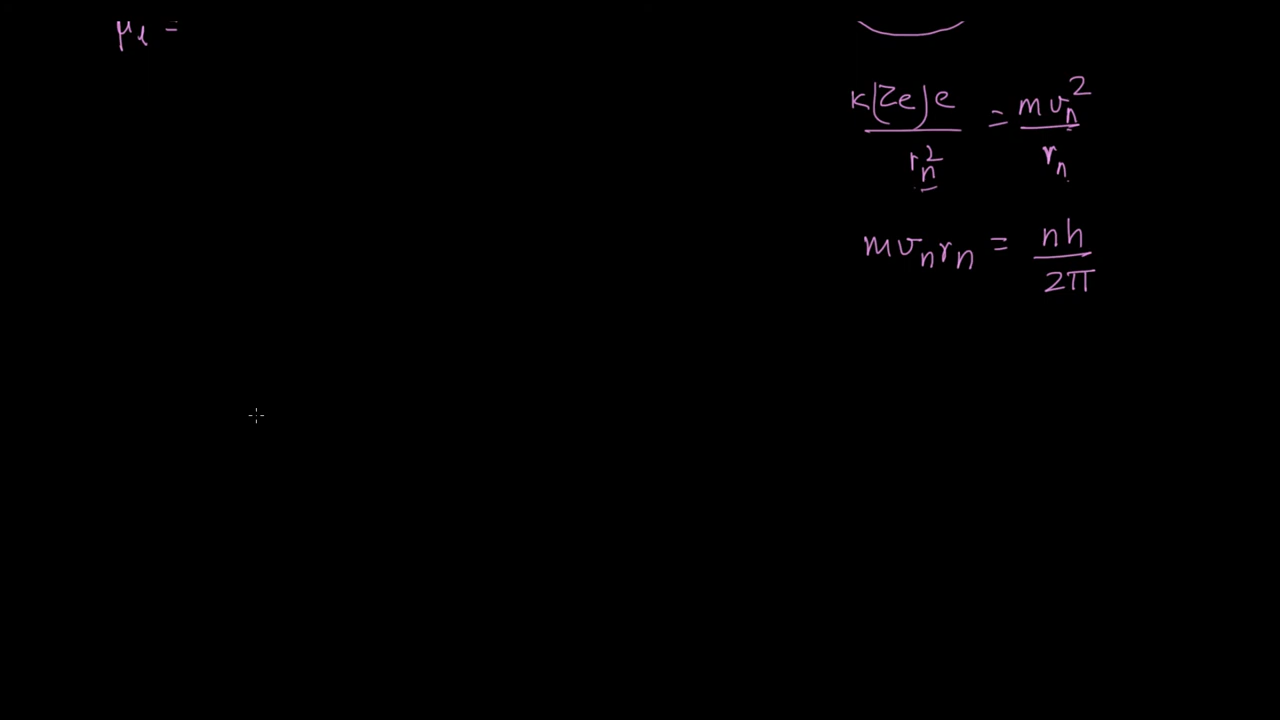 μₗ =
K(Ze)e / rₙ² = mvₙ² / rₙ
mvₙrₙ = nh / 2π